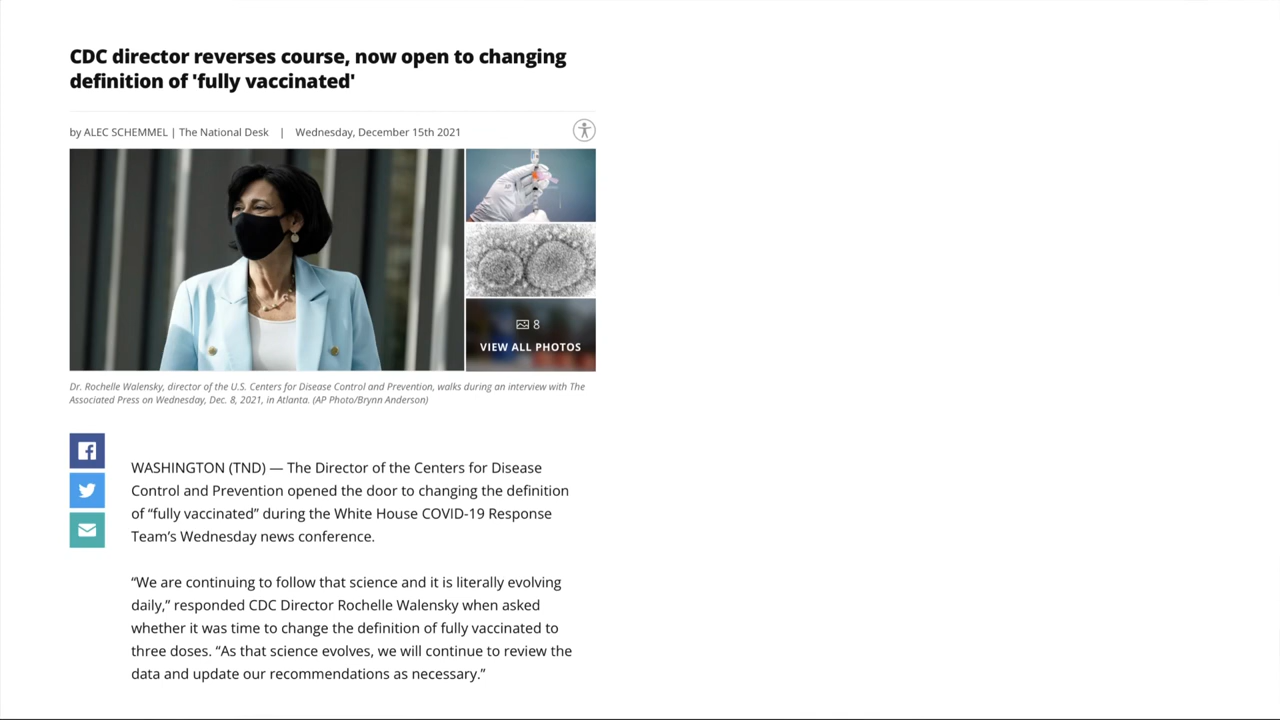 CDC director reverses course, now open to changing
definition of 'fully vaccinated'
by ALEC SCHEMMEL | The National Desk | Wednesday, December 15th 2021
8
VIEW ALL PHOTOS
Dr. Rochelle Walensky, director of the U.S. Centers for Disease Control and Prevention, walks during an interview with The
Associated Press on Wednesday, Dec. 8, 2021, in Atlanta. (AP Photo/Brynn Anderson)
WASHINGTON (TND) — The Director of the Centers for Disease
Control and Prevention opened the door to changing the definition
of “fully vaccinated” during the White House COVID-19 Response
Team’s Wednesday news conference.
“We are continuing to follow that science and it is literally evolving
daily,” responded CDC Director Rochelle Walensky when asked
whether it was time to change the definition of fully vaccinated to
three doses. “As that science evolves, we will continue to review the
data and update our recommendations as necessary.”